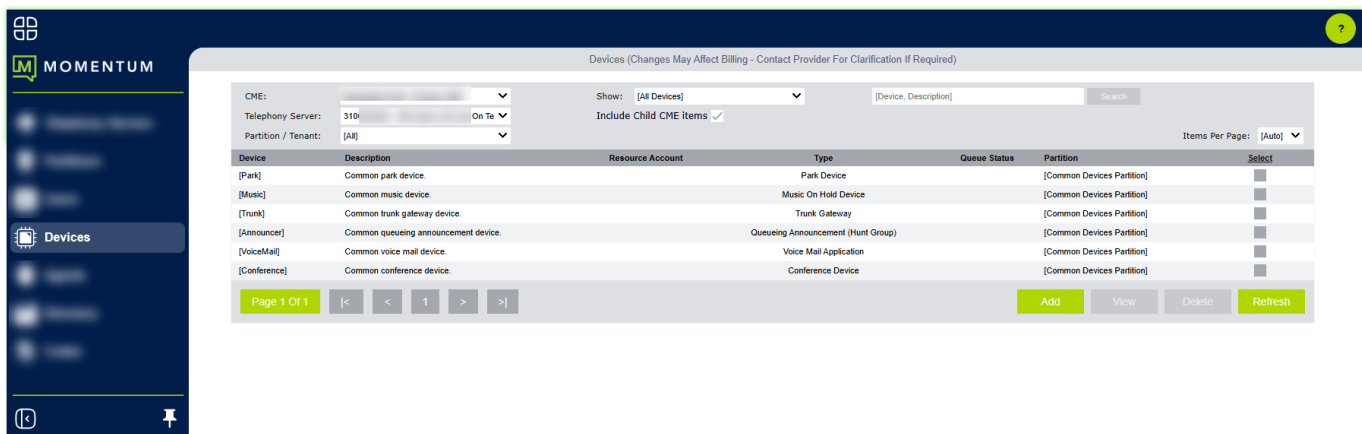 ?
MOMENTUM
Devices (Changes May Affect Billing - Contact Provider For Clarification If Required)
CME: Show: [All Devices] [Device, Description] Search
Telephony Server: 310 On Te Include Child CME items
Partition / Tenant: [All] Items Per Page: [Auto]
Device Description Resource Account Type Queue Status Partition Select
[Park] Common park device. Park Device [Common Devices Partition]
[Music] Common music device. Music On Hold Device [Common Devices Partition]
[Trunk] Common trunk gateway device. Trunk Gateway [Common Devices Partition]
Devices
[Announcer] Common queueing announcement device. Queueing Announcement (Hunt Group) [Common Devices Partition]
[VoiceMail] Common voice mail device. Voice Mail Application [Common Devices Partition]
[Conference] Common conference device. Conference Device [Common Devices Partition]
Page 1 Of 1 |< < 1 > >| Add View Delete Refresh